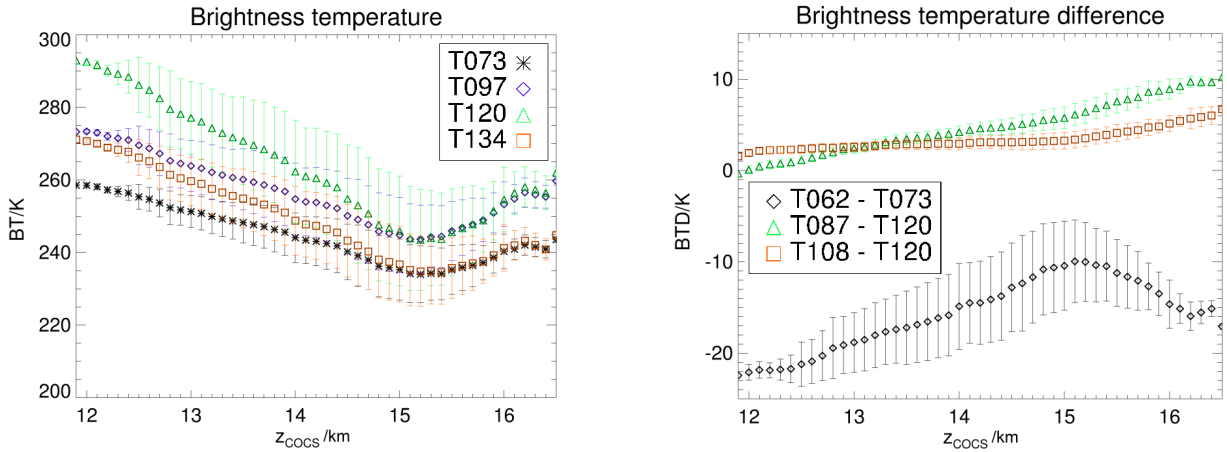 Brightness temperature
300
280
260
240
220
200
BT/K
T073
T097
T120
T134
12 13 14 15 16
zCOCS /km
Brightness temperature difference
10
0
-10
-20
BTD/K
T062 - T073
T087 - T120
T108 - T120
12 13 14 15 16
zCOCS /km